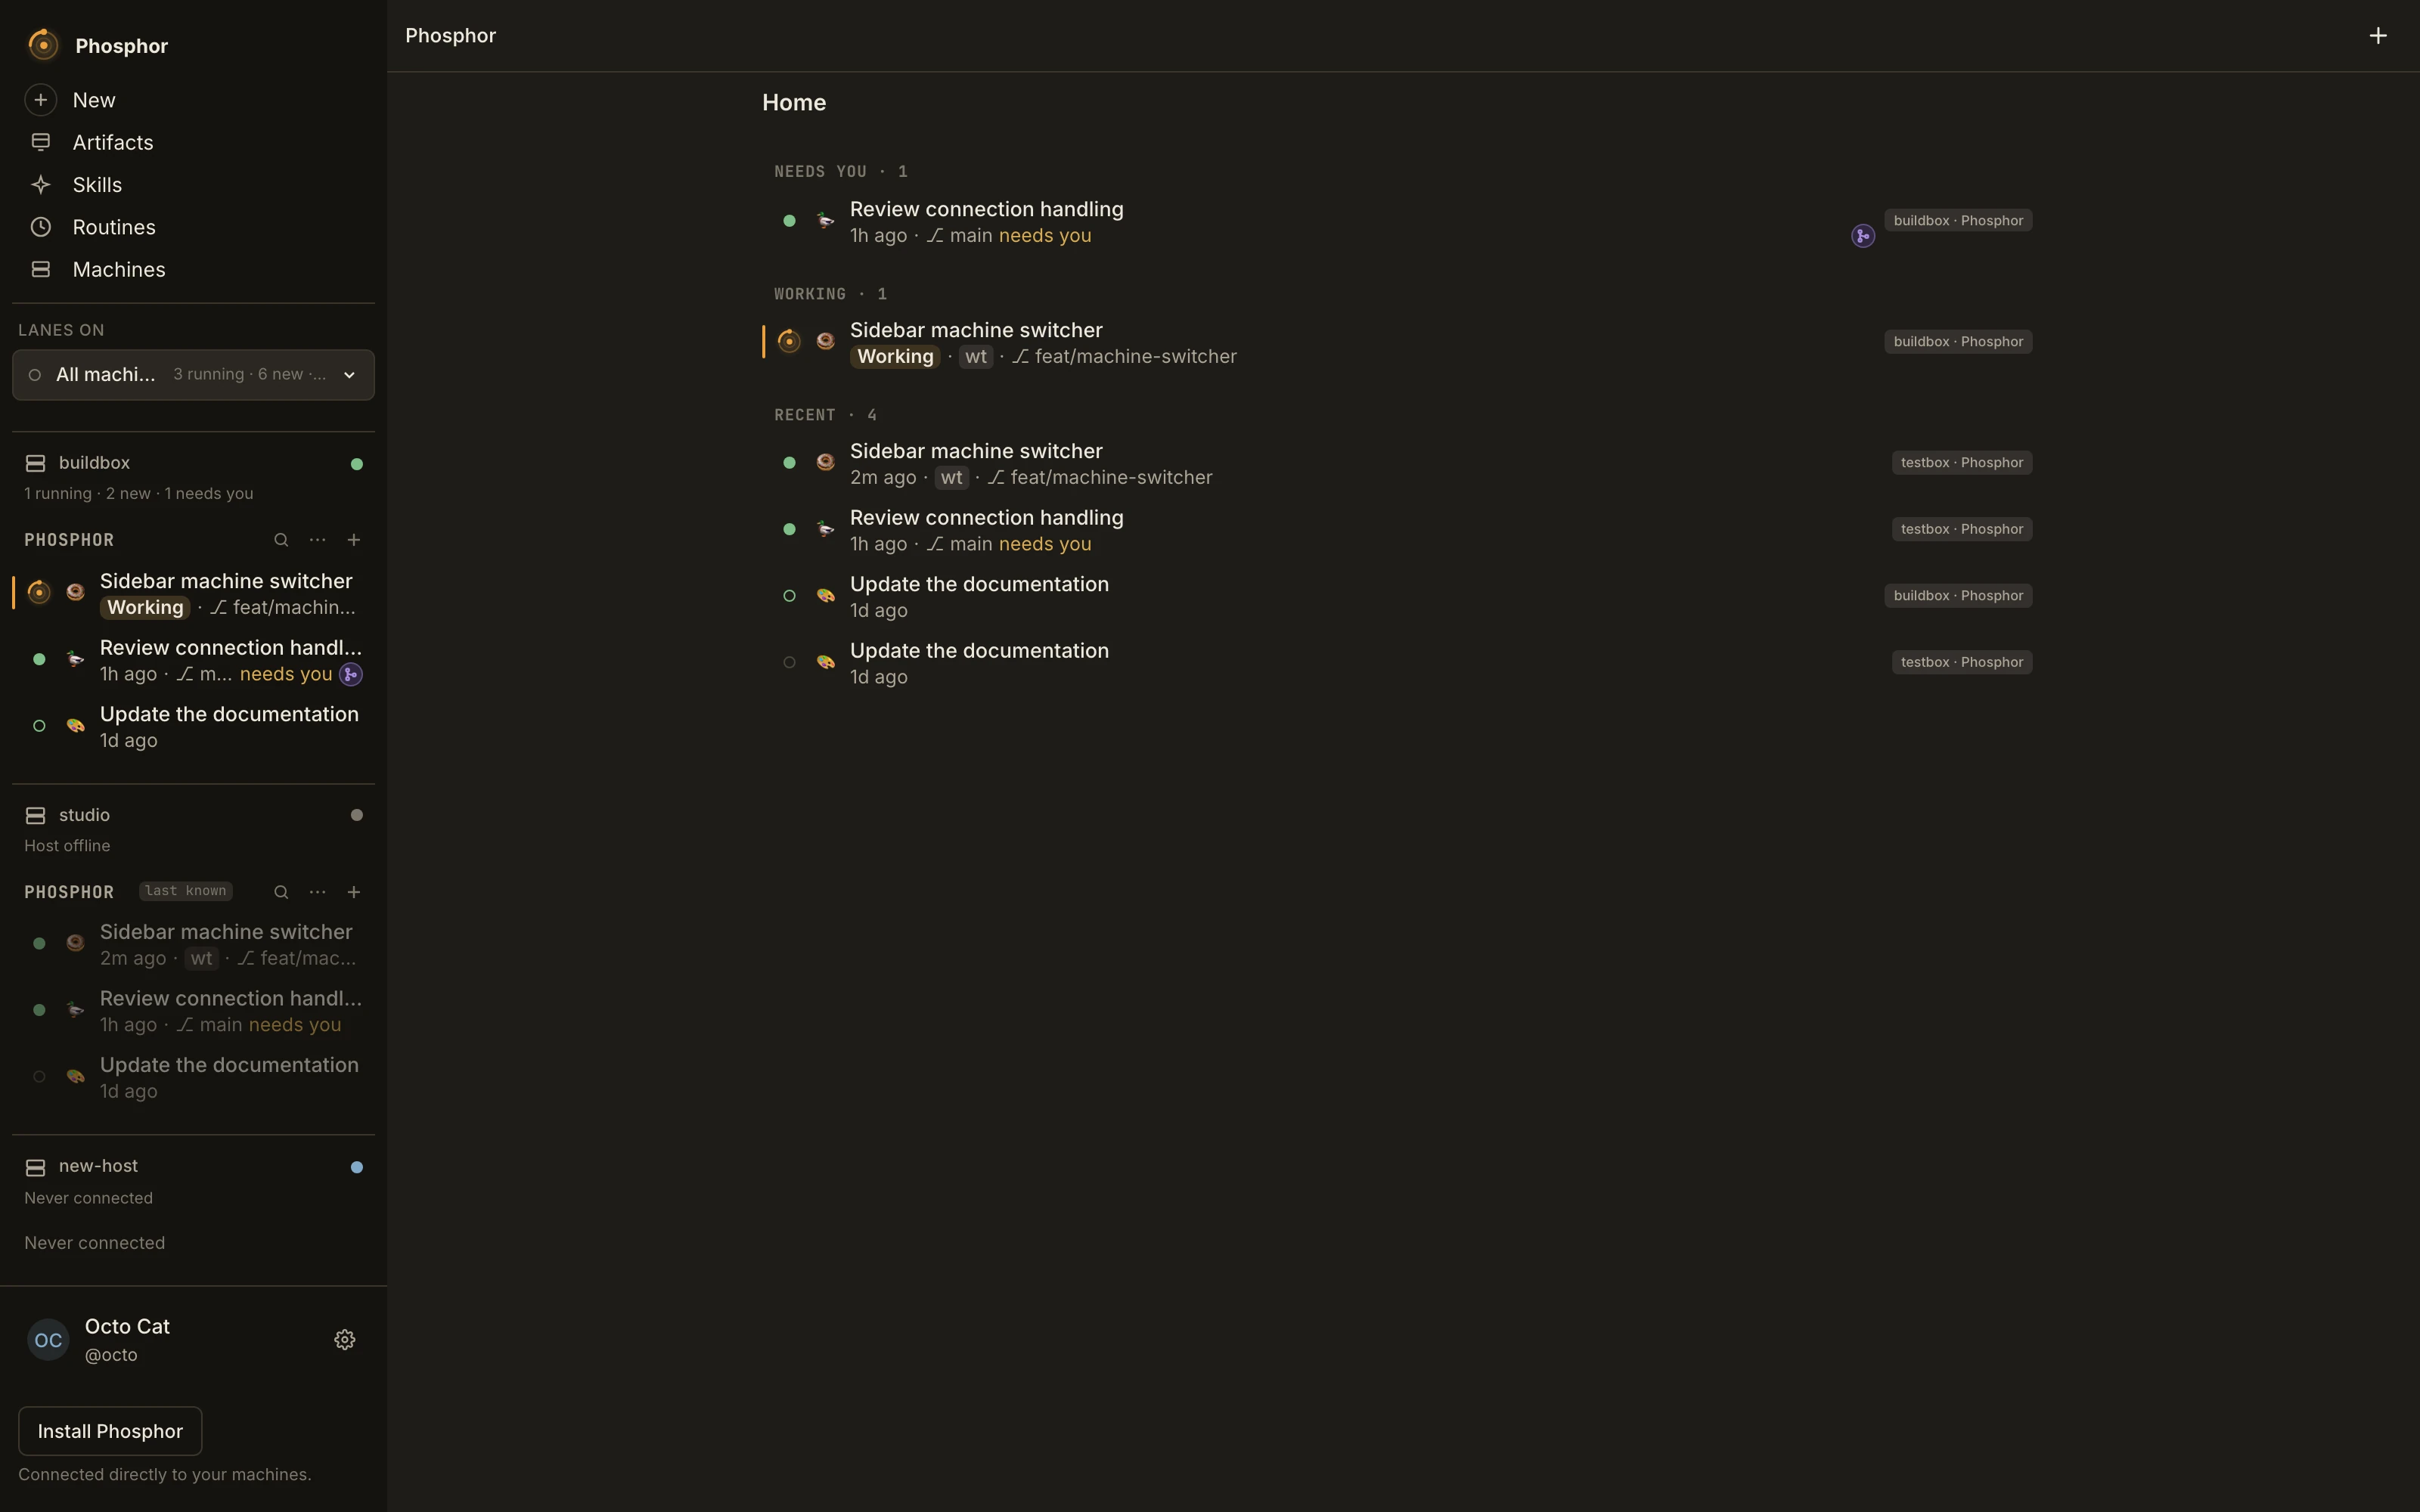 Phosphor
New
Artifacts
Skills
Routines
Machines
LANES ON
All machi... 3 running · 6 new ·...
buildbox
1 running · 2 new · 1 needs you
PHOSPHOR
Sidebar machine switcher
Working · ⌥ feat/machin...
Review connection handl...
1h ago · ⌥ m... needs you
Update the documentation
1d ago
studio
Host offline
PHOSPHOR last known
Sidebar machine switcher
2m ago · wt · ⌥ feat/mac...
Review connection handl...
1h ago · ⌥ main needs you
Update the documentation
1d ago
new-host
Never connected
Never connected
OC
Octo Cat
@octo
Install Phosphor
Connected directly to your machines.
Phosphor
Home
NEEDS YOU · 1
Review connection handling
1h ago · ⌥ main needs you
buildbox · Phosphor
WORKING · 1
Sidebar machine switcher
Working · wt · ⌥ feat/machine-switcher
buildbox · Phosphor
RECENT · 4
Sidebar machine switcher
2m ago · wt · ⌥ feat/machine-switcher
testbox · Phosphor
Review connection handling
1h ago · ⌥ main needs you
testbox · Phosphor
Update the documentation
1d ago
buildbox · Phosphor
Update the documentation
1d ago
testbox · Phosphor